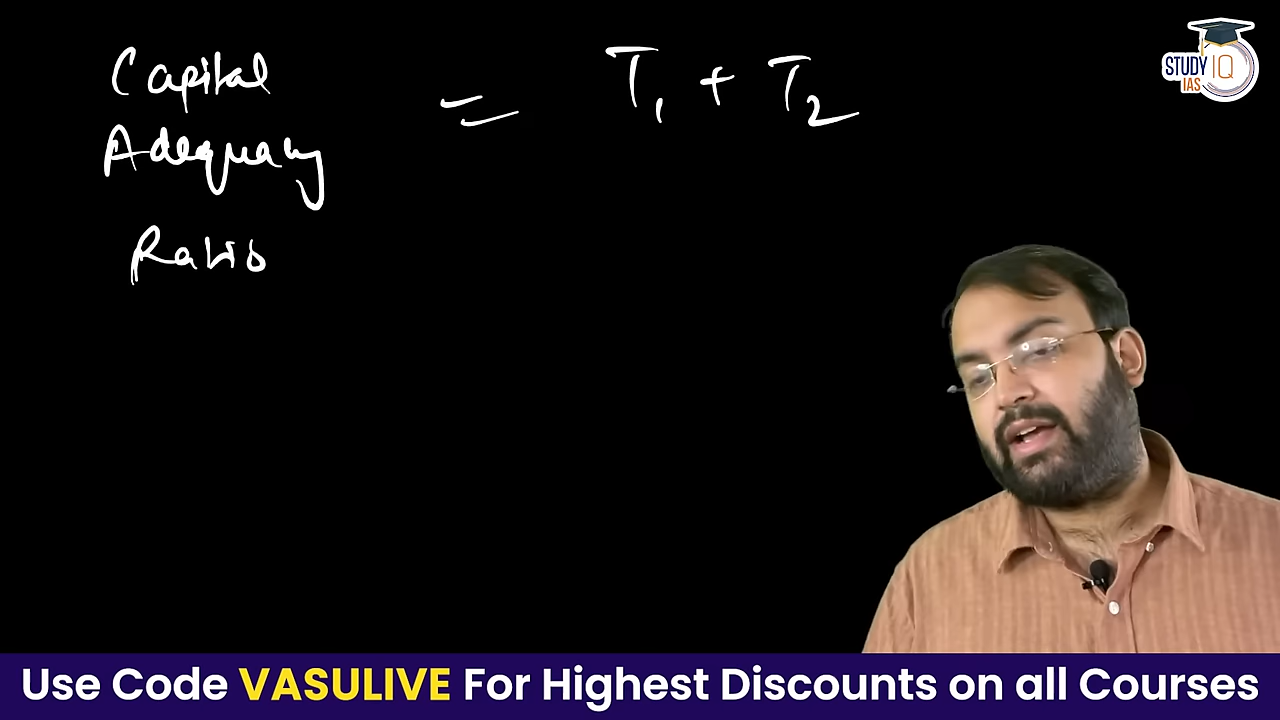 Capital
Adequacy
Ratio
= T₁ + T₂
STUDY IQ
IAS
Use Code VASULIVE For Highest Discounts on all Courses